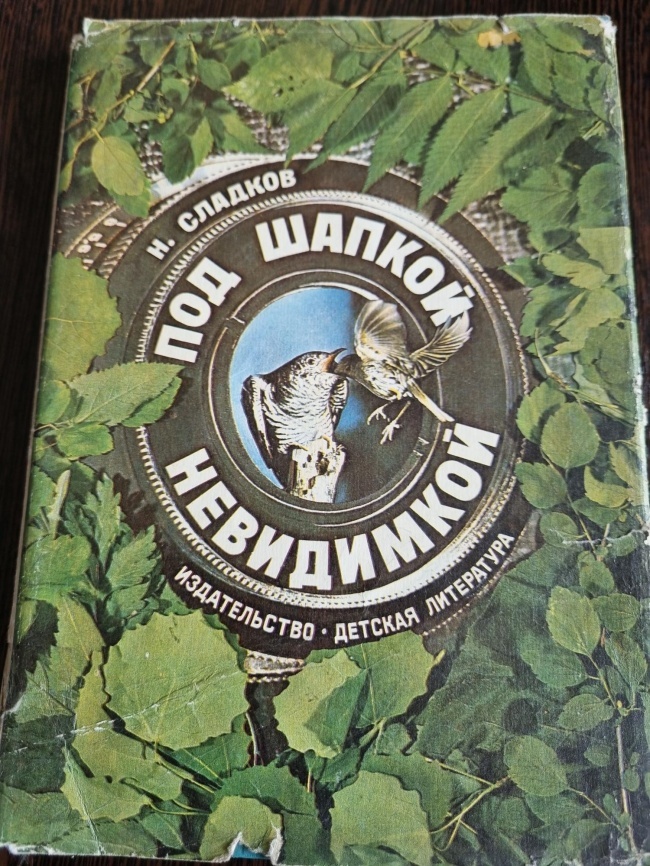 Н. СЛАДКОВ
ПОД ШАПКОЙ
НЕВИДИМКОЙ
ИЗДАТЕЛЬСТВО · ДЕТСКАЯ ЛИТЕРАТУРА